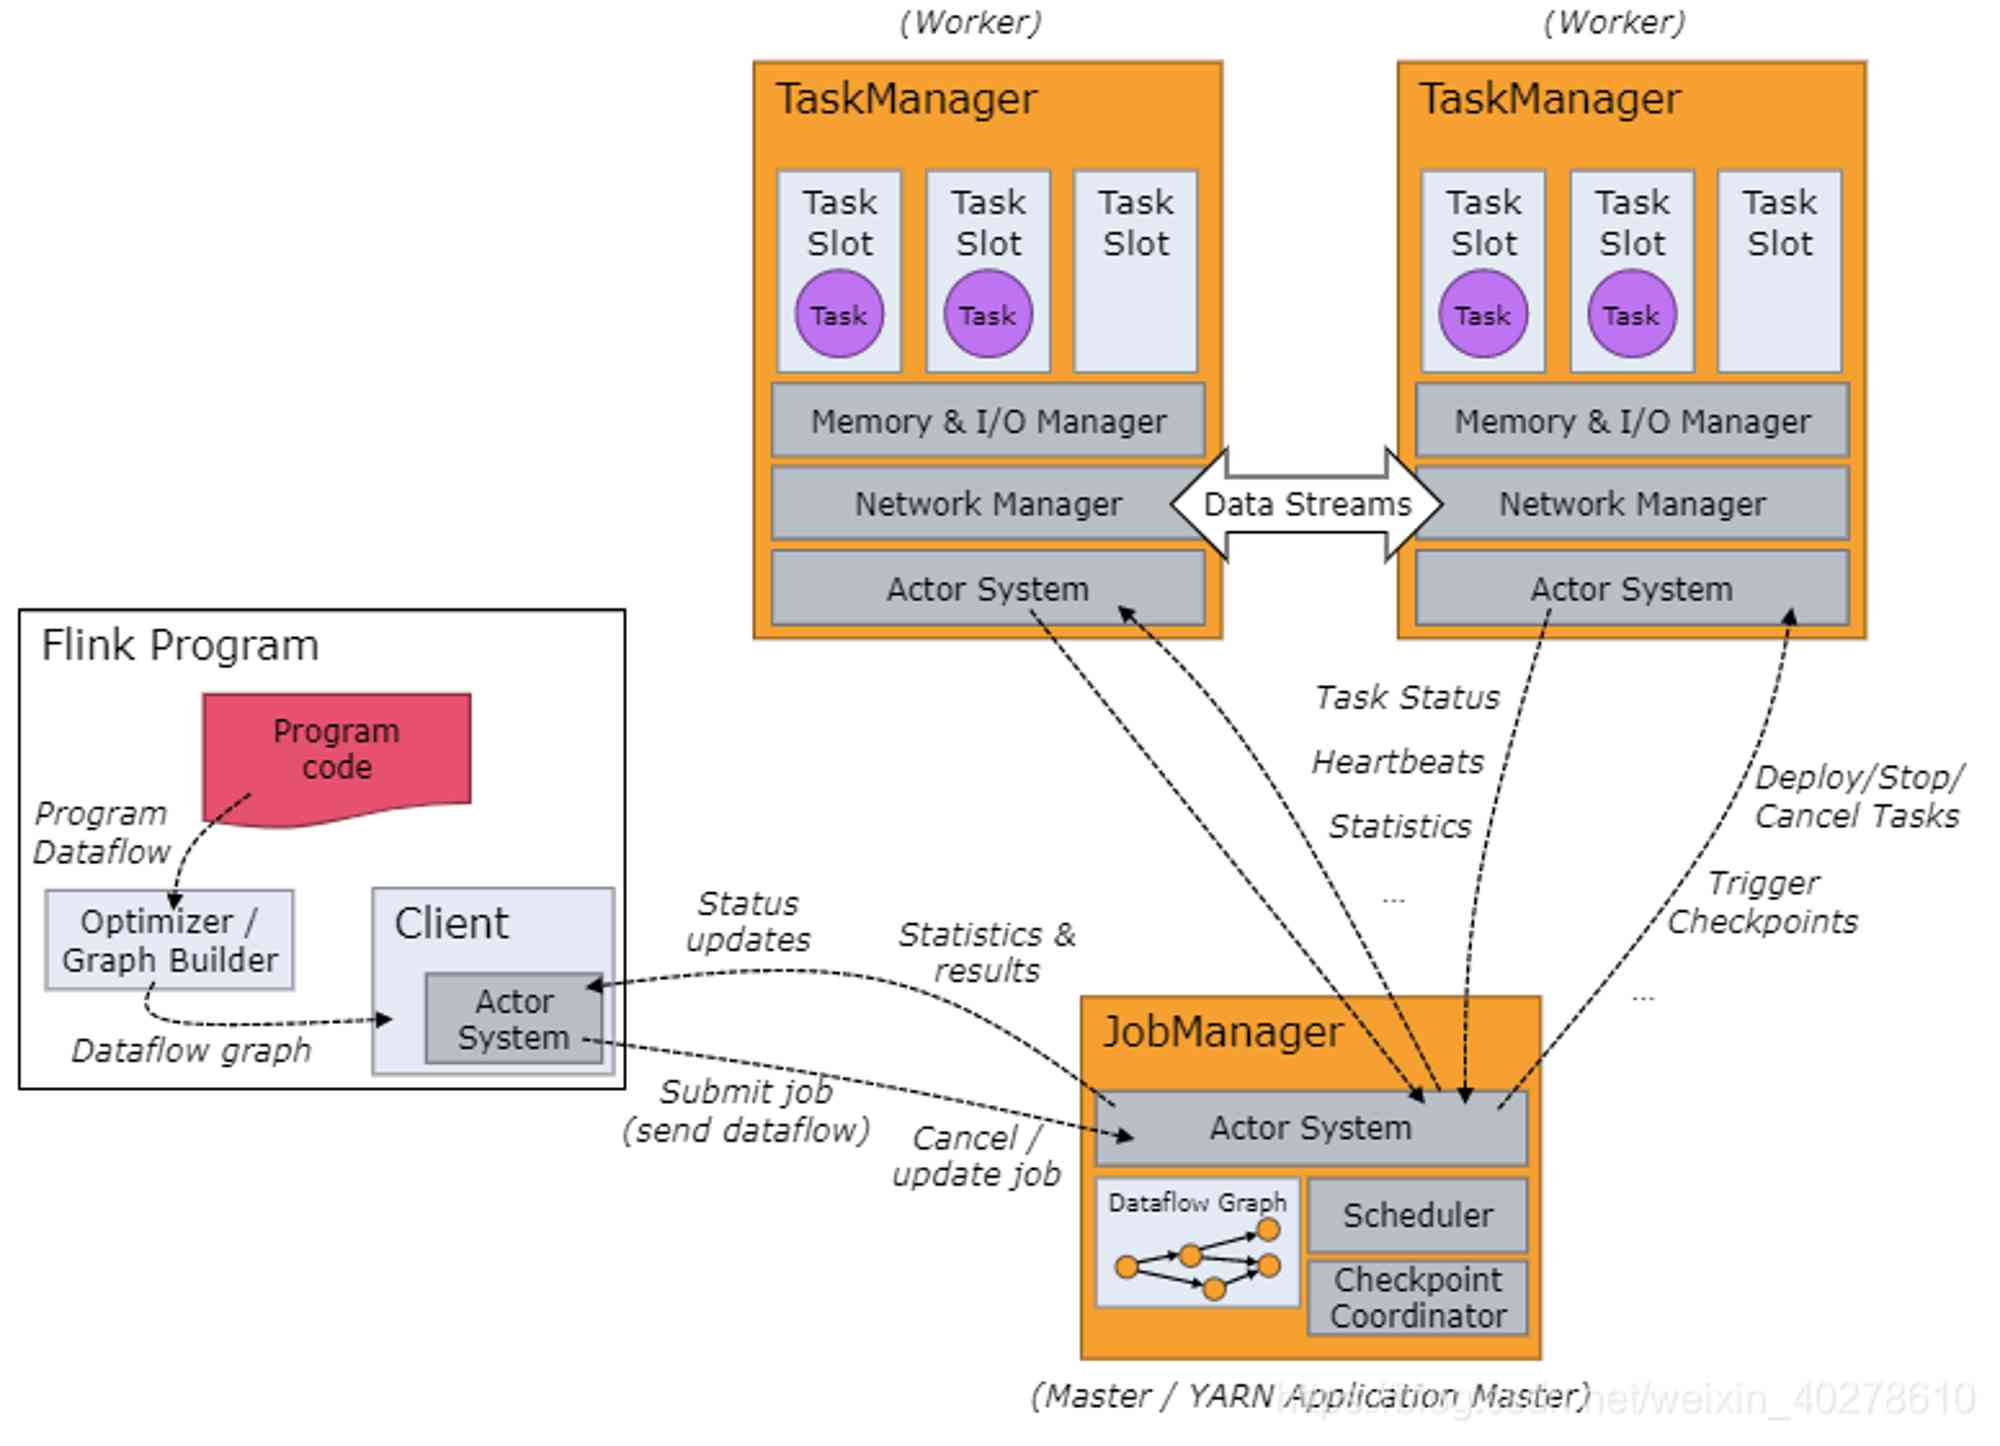 (Worker)
TaskManager
Task
Slot
Task
Task
Slot
Task
Task
Slot
Memory & I/O Manager
Network Manager
Actor System
(Worker)
TaskManager
Task
Slot
Task
Task
Slot
Task
Task
Slot
Memory & I/O Manager
Network Manager
Actor System
Data Streams
Flink Program
Program
code
Program
Dataflow
Optimizer /
Graph Builder
Dataflow graph
Client
Actor
System
Status
updates
Statistics &
results
Submit job
(send dataflow)
Cancel /
update job
Task Status
Heartbeats
Statistics
...
Deploy/Stop/
Cancel Tasks
Trigger
Checkpoints
...
JobManager
Actor System
Dataflow Graph
Scheduler
Checkpoint
Coordinator
(Master / YARN Application Master)
https://blog.csdn.net/weixin_40278610